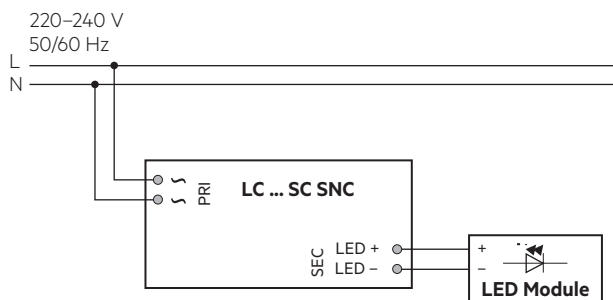 220–240 V
50/60 Hz
L
N
~ PRI LC ... SC SNC
~
SEC LED + + 
LED – –
LED Module